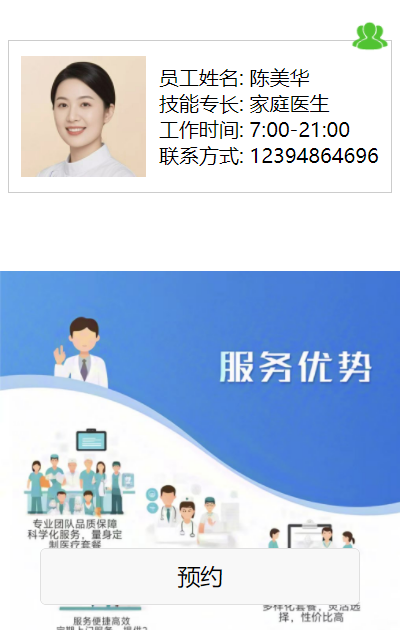 员工姓名: 陈美华
技能专长: 家庭医生
工作时间: 7:00-21:00
联系方式: 12394864696
服务优势
专业团队品质保障
科学化服务，量身定
制医疗套餐
预约
多样化套餐，灵活选
择，性价比高
服务便捷高效